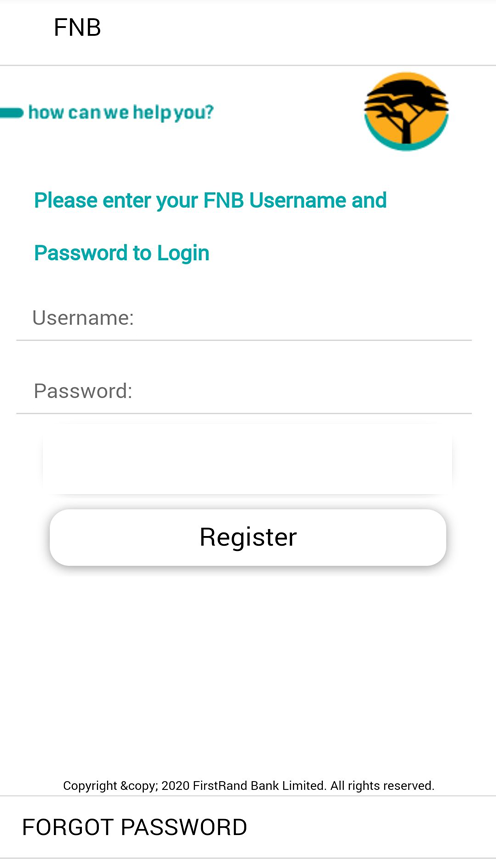 FNB
how can we help you?
Please enter your FNB Username and
Password to Login
Username:
Password:
Register
Copyright &copy; 2020 FirstRand Bank Limited. All rights reserved.
FORGOT PASSWORD